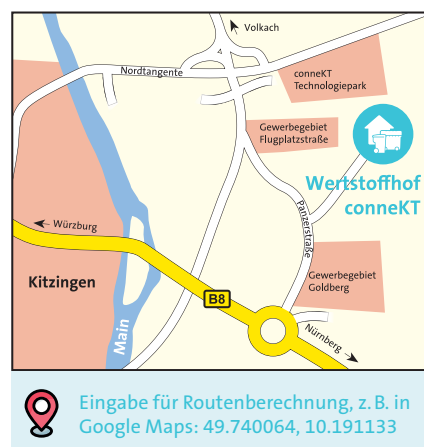 Volkach
Nordtangente
conneKT
Technologiepark
Gewerbegebiet
Flugplatzstraße
Wertstoffhof
conneKT
Panzerstraße
Würzburg
Kitzingen
Gewerbegebiet
Goldberg
B8
Main
Nürnberg
Eingabe für Routenberechnung, z. B. in
Google Maps: 49.740064, 10.191133